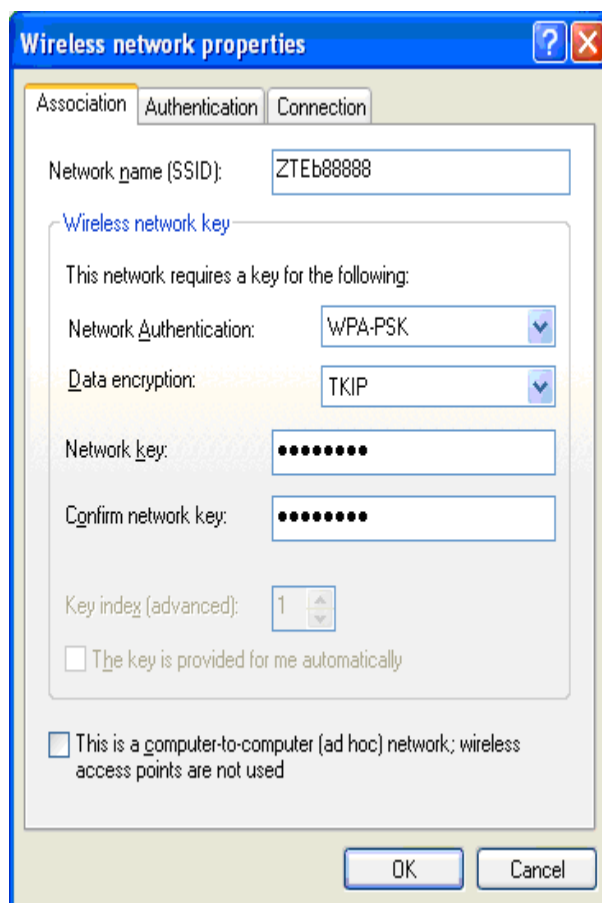 Wireless network properties
Association Authentication Connection
Network name (SSID): ZTEb88888
Wireless network key
This network requires a key for the following:
Network Authentication: WPA-PSK
Data encryption: TKIP
Network key: ••••••••
Confirm network key: ••••••••
Key index (advanced): 1
The key is provided for me automatically
This is a computer-to-computer (ad hoc) network; wireless
access points are not used
OK Cancel